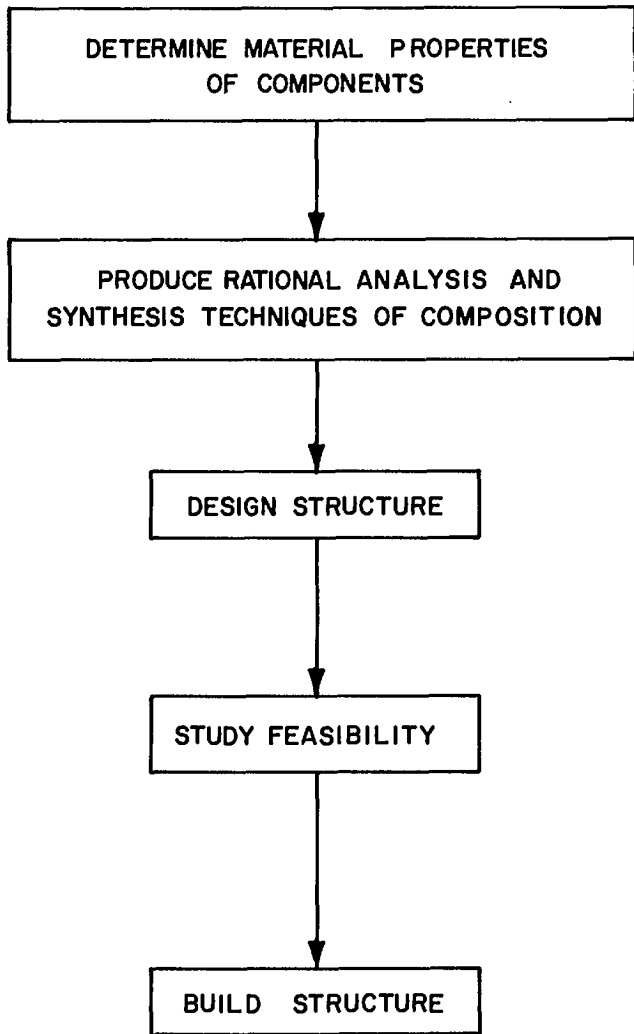 DETERMINE MATERIAL PROPERTIES
OF COMPONENTS
PRODUCE RATIONAL ANALYSIS AND
SYNTHESIS TECHNIQUES OF COMPOSITION
DESIGN STRUCTURE
STUDY FEASIBILITY
BUILD STRUCTURE